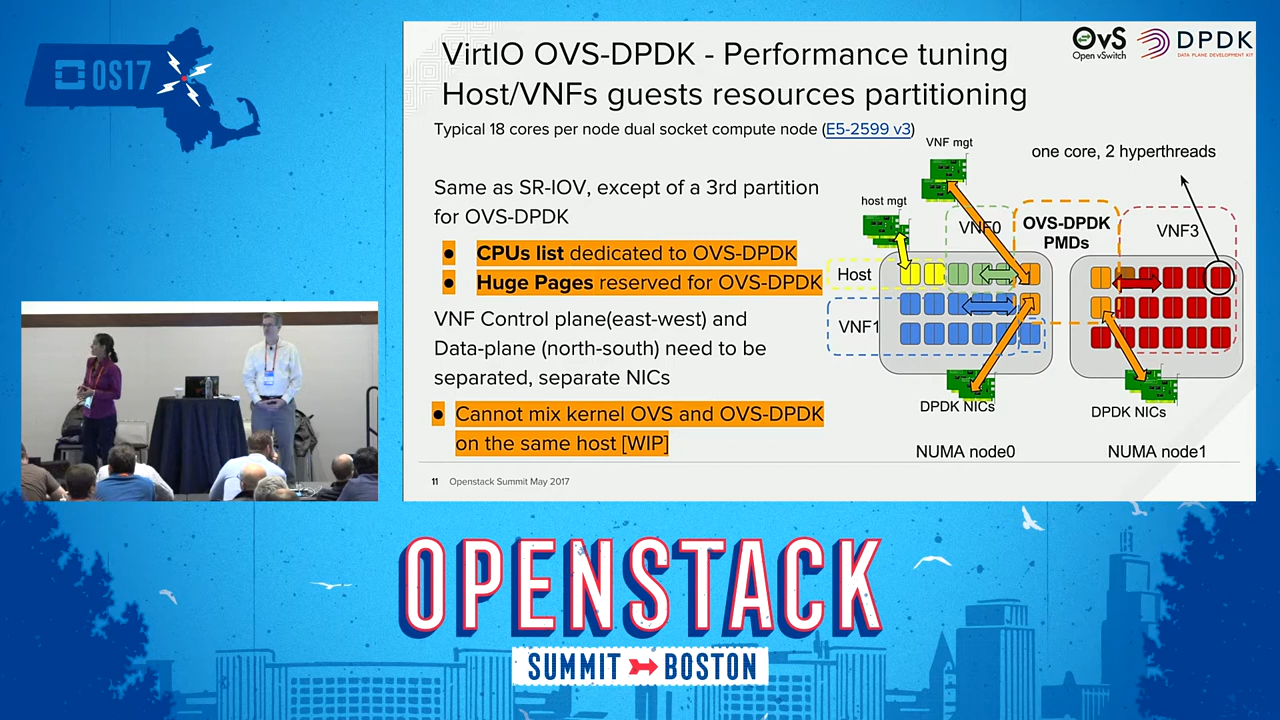 OS17
VirtIO OVS-DPDK - Performance tuning
Host/VNFs guests resources partitioning
OvS
Open vSwitch
DPDK
DATA PLANE DEVELOPMENT KIT
Typical 18 cores per node dual socket compute node (E5-2599 v3)
Same as SR-IOV, except of a 3rd partition
for OVS-DPDK
● CPUs list dedicated to OVS-DPDK
● Huge Pages reserved for OVS-DPDK
VNF Control plane(east-west) and
Data-plane (north-south) need to be
separated, separate NICs
● Cannot mix kernel OVS and OVS-DPDK
on the same host [WIP]
VNF mgt
one core, 2 hyperthreads
host mgt
VNF0
OVS-DPDK
PMDs
VNF3
Host
VNF1
DPDK NICs
DPDK NICs
NUMA node0
NUMA node1
11 Openstack Summit May 2017
OPENSTACK
SUMMIT BOSTON